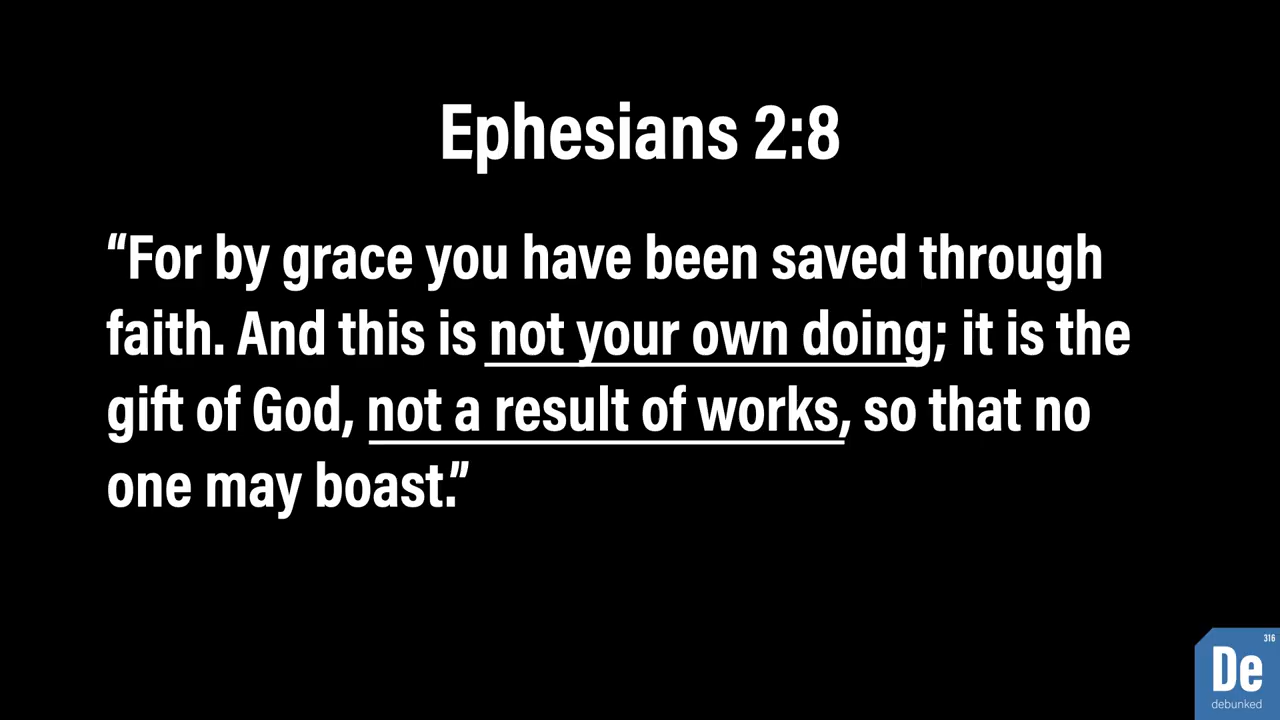 Ephesians 2:8
“For by grace you have been saved through
faith. And this is not your own doing; it is the
gift of God, not a result of works, so that no
one may boast.”
316
De
debunked